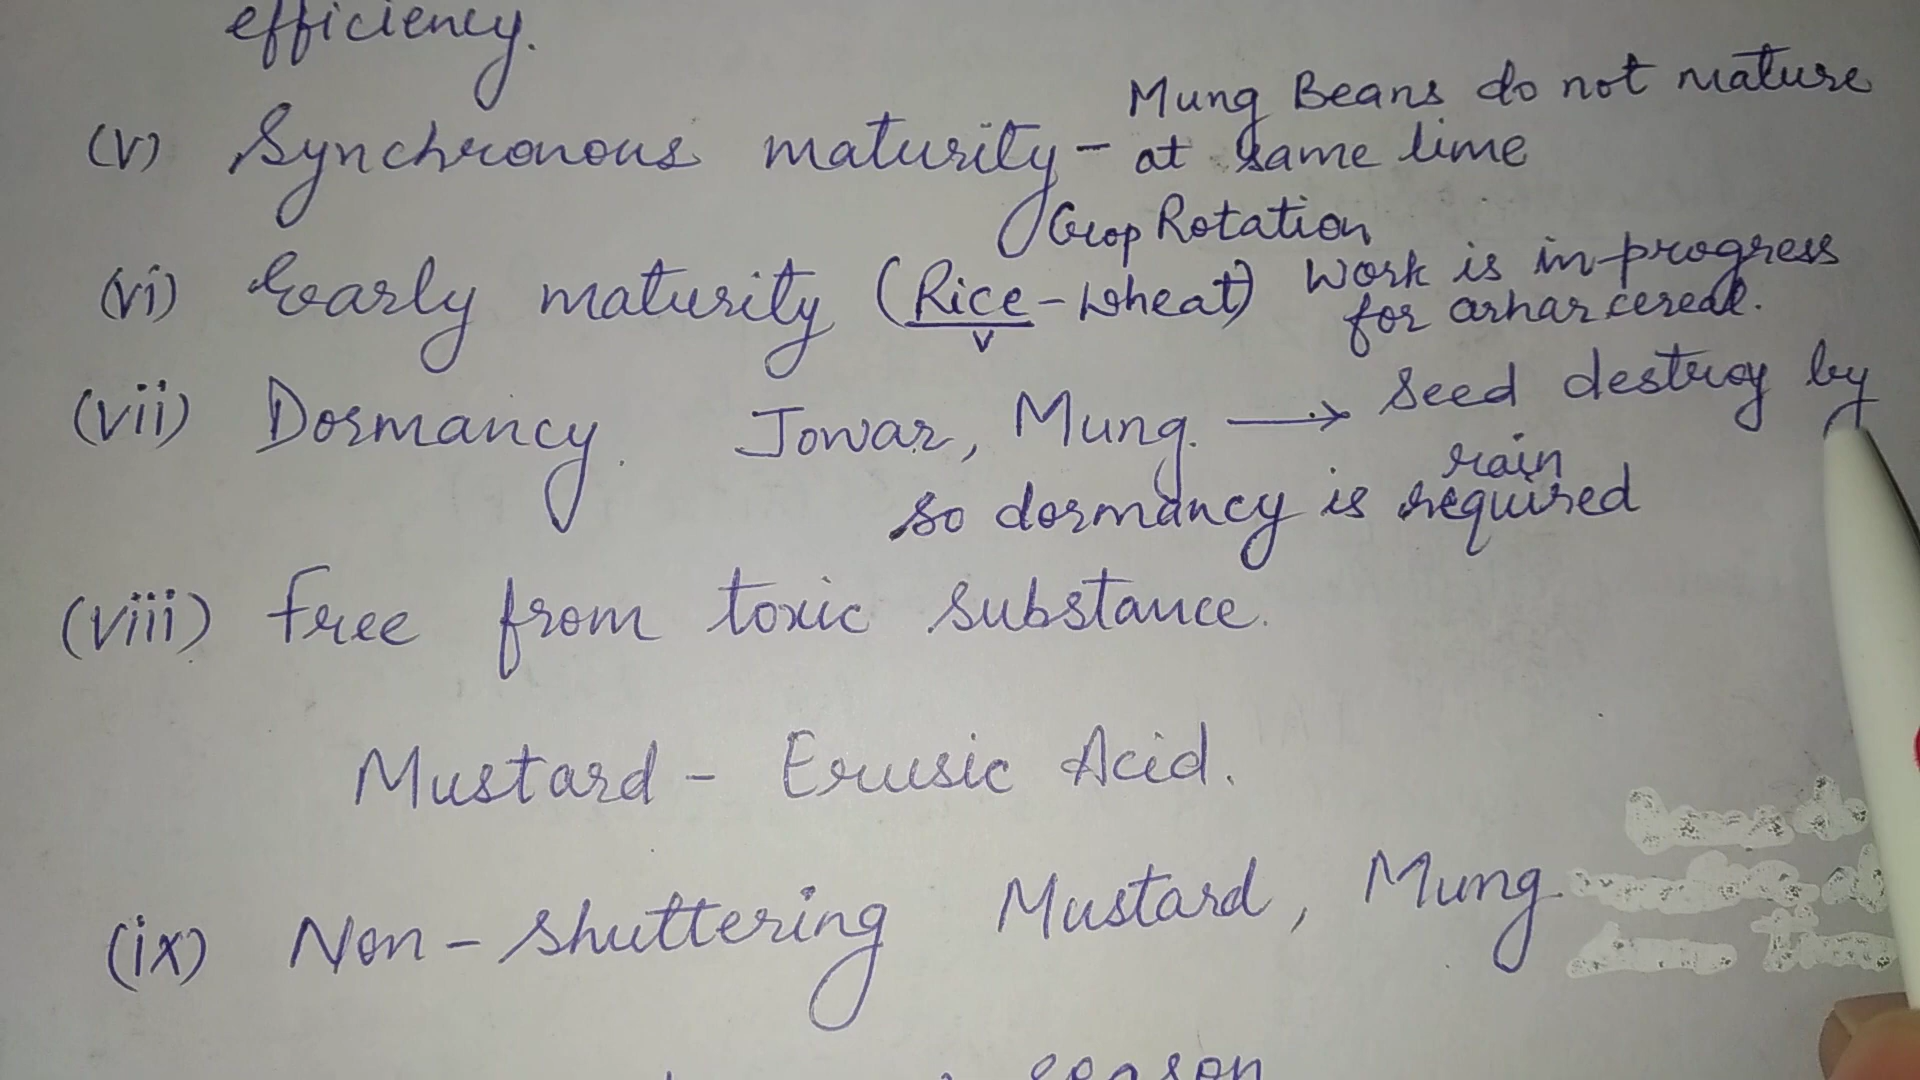 efficiency.
Mung Beans do not mature
(v) Synchronous maturity - at same time
Crop Rotation
(vi) Early maturity (Rice-wheat) Work is in progress
for arhar cereal.
(vii) Dormancy. Jowar, Mung. → seed destroy by
rain
so dormancy is required
(viii) Free from toxic substance.
Mustard - Erusic Acid.
(ix) Non-shuttering Mustard, Mung
season